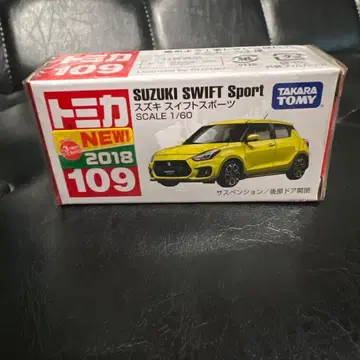 トミカ
109
NEW!
2018
109
SUZUKI SWIFT Sport
スズキ スイフトスポーツ
SCALE 1/60
TAKARA
TOMY
サスペンション/後部ドア開閉